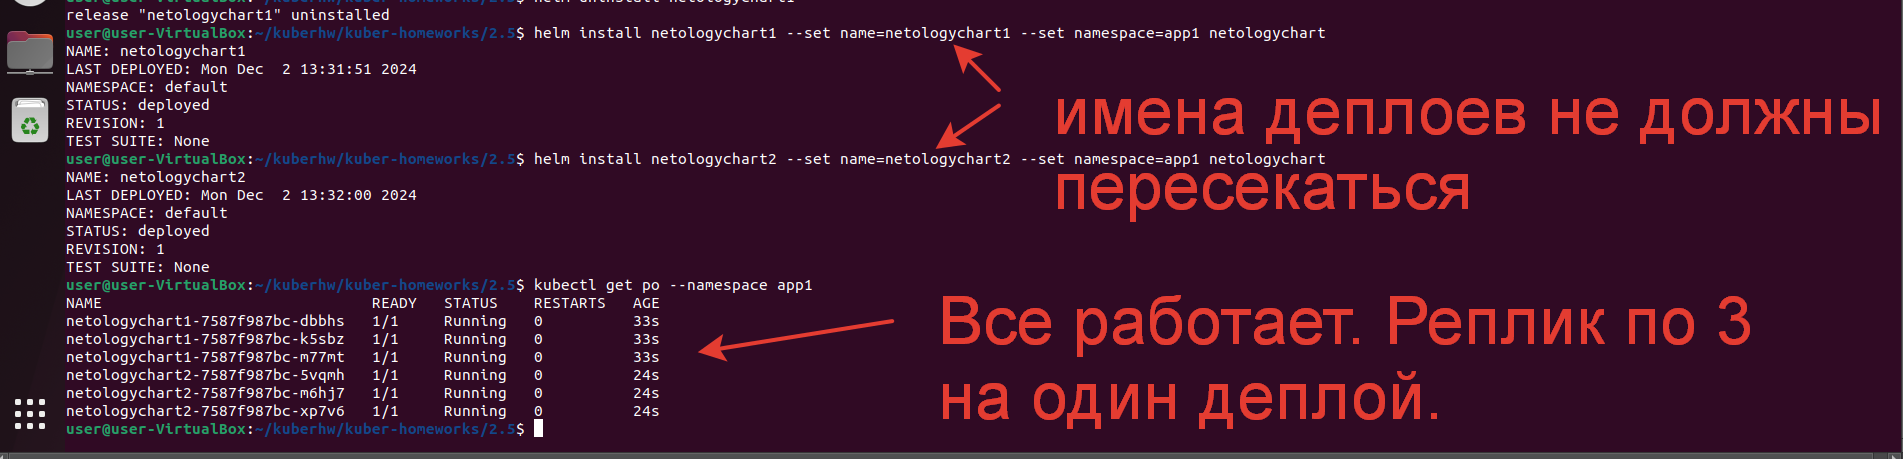 release "netologychart1" uninstalled
user@user-VirtualBox:~/kuberhw/kuber-homeworks/2.5$ helm install netologychart1 --set name=netologychart1 --set namespace=app1 netologychart
NAME: netologychart1
LAST DEPLOYED: Mon Dec  2 13:31:51 2024
NAMESPACE: default
STATUS: deployed
REVISION: 1
TEST SUITE: None
имена деплоев не должны
пересекаться
user@user-VirtualBox:~/kuberhw/kuber-homeworks/2.5$ helm install netologychart2 --set name=netologychart2 --set namespace=app1 netologychart
NAME: netologychart2
LAST DEPLOYED: Mon Dec  2 13:32:00 2024
NAMESPACE: default
STATUS: deployed
REVISION: 1
TEST SUITE: None
user@user-VirtualBox:~/kuberhw/kuber-homeworks/2.5$ kubectl get po --namespace app1
NAME                              READY   STATUS    RESTARTS   AGE
netologychart1-7587f987bc-dbbhs   1/1     Running   0          33s
netologychart1-7587f987bc-k5sbz   1/1     Running   0          33s
netologychart1-7587f987bc-m77mt   1/1     Running   0          33s
netologychart2-7587f987bc-5vqmh   1/1     Running   0          24s
netologychart2-7587f987bc-m6hj7   1/1     Running   0          24s
netologychart2-7587f987bc-xp7v6   1/1     Running   0          24s
Все работает. Реплик по 3
на один деплой.
user@user-VirtualBox:~/kuberhw/kuber-homeworks/2.5$